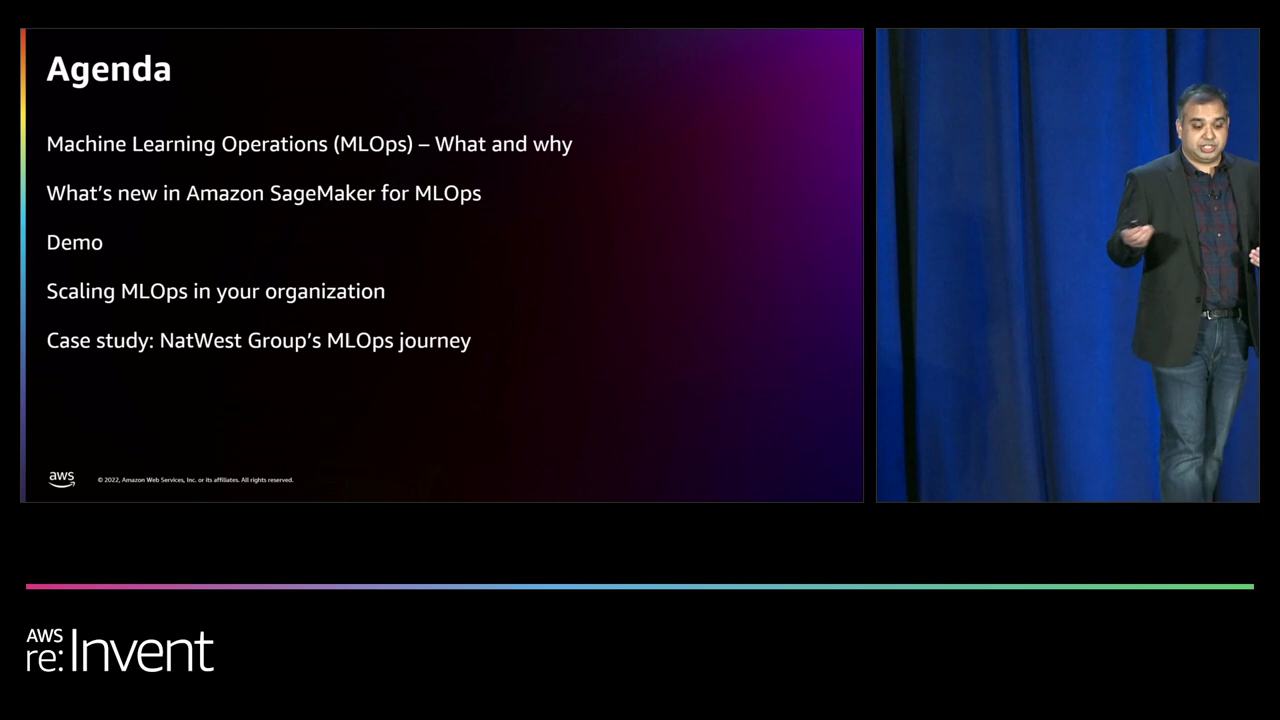 Agenda
Machine Learning Operations (MLOps) – What and why
What’s new in Amazon SageMaker for MLOps
Demo
Scaling MLOps in your organization
Case study: NatWest Group’s MLOps journey
aws
© 2022, Amazon Web Services, Inc. or its affiliates. All rights reserved.
AWS
re:Invent